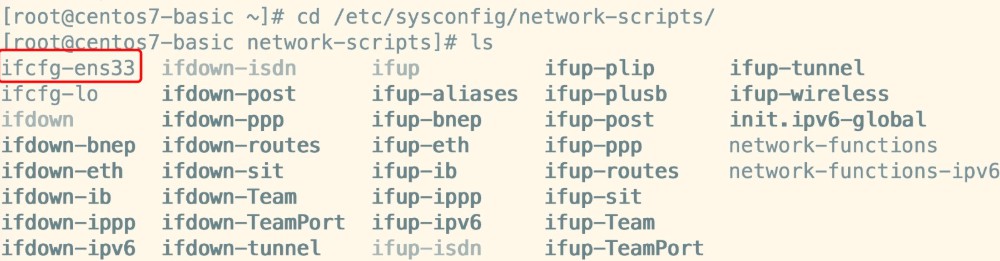 [root@centos7-basic ~]# cd /etc/sysconfig/network-scripts/
[root@centos7-basic network-scripts]# ls
ifcfg-ens33 ifdown-isdn ifup ifup-plip ifup-tunnel
ifcfg-lo ifdown-post ifup-aliases ifup-plusb ifup-wireless
ifdown ifdown-ppp ifup-bnep ifup-post init.ipv6-global
ifdown-bnep ifdown-routes ifup-eth ifup-ppp network-functions
ifdown-eth ifdown-sit ifup-ib ifup-routes network-functions-ipv6
ifdown-ib ifdown-Team ifup-ippp ifup-sit
ifdown-ippp ifdown-TeamPort ifup-ipv6 ifup-Team
ifdown-ipv6 ifdown-tunnel ifup-isdn ifup-TeamPort